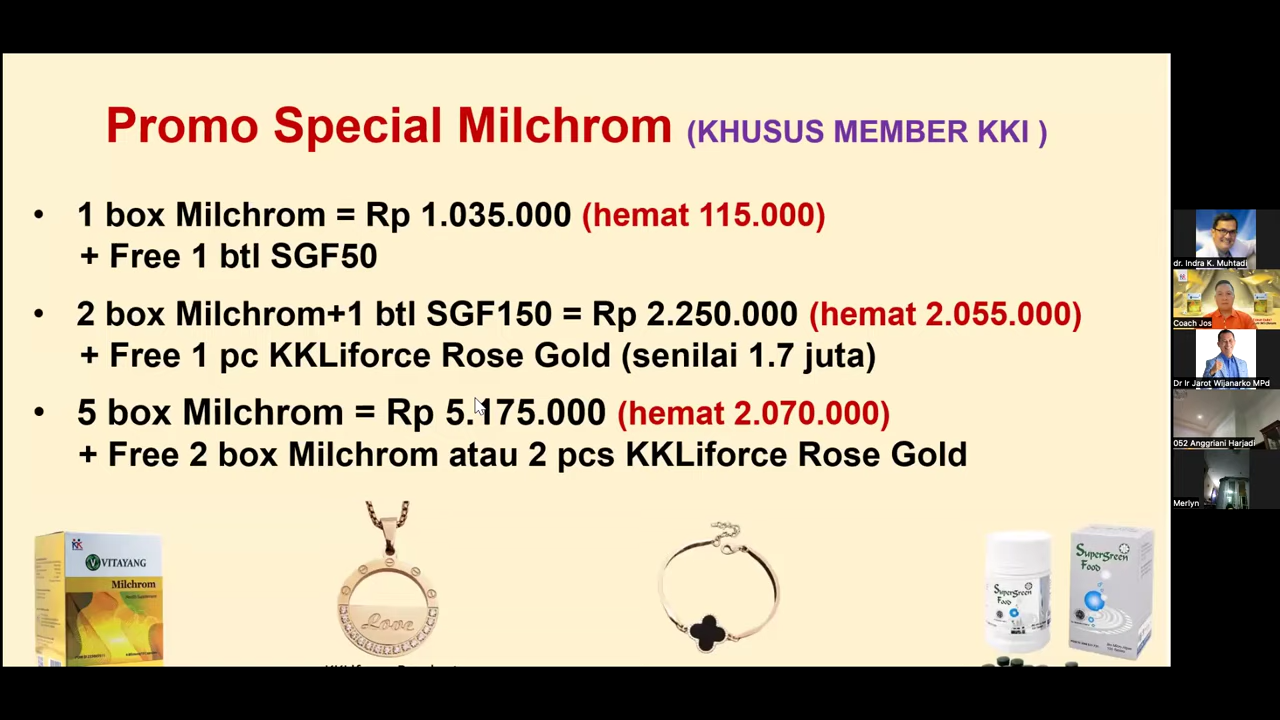 Promo Special Milchrom (KHUSUS MEMBER KKI )
• 1 box Milchrom = Rp 1.035.000 (hemat 115.000)
+ Free 1 btl SGF50
• 2 box Milchrom+1 btl SGF150 = Rp 2.250.000 (hemat 2.055.000)
+ Free 1 pc KKLiforce Rose Gold (senilai 1.7 juta)
• 5 box Milchrom = Rp 5.175.000 (hemat 2.070.000)
+ Free 2 box Milchrom atau 2 pcs KKLiforce Rose Gold
VITAYANG
Milchrom
Love
SuperGreen
Food
SuperGreen
Food
dr. Indra K. Muhtadi
Coach Jos
Dr Ir Jarot Wijanarko MPd
052 Anggriani Harjadi
Merlyn